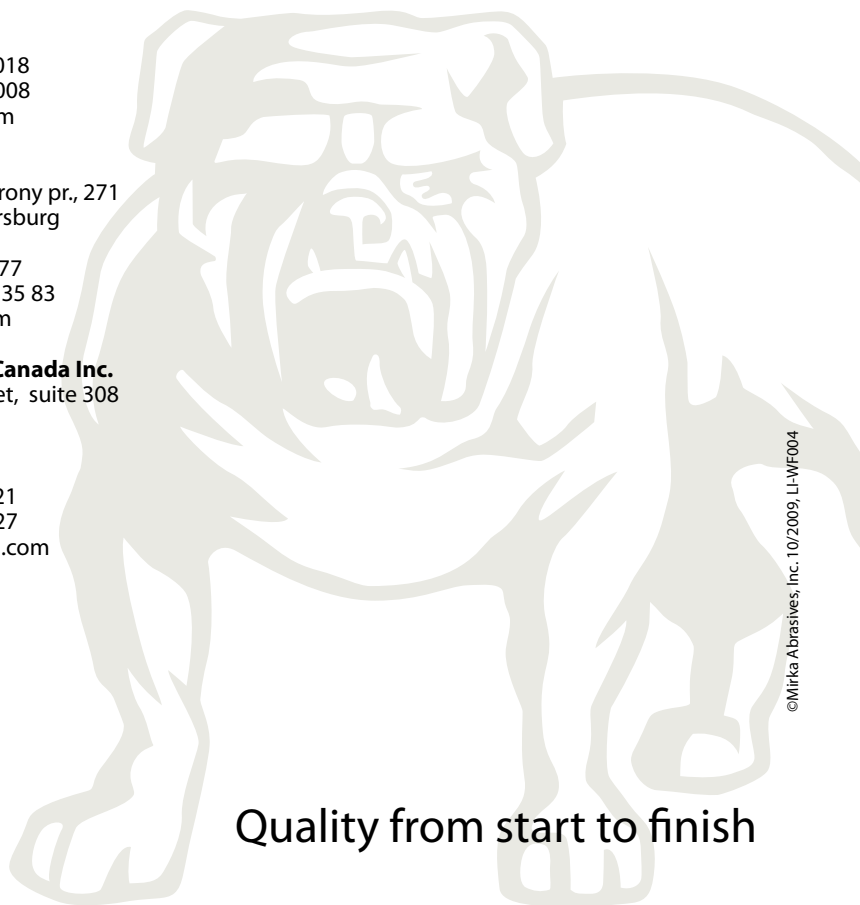 018
008
m
rony pr., 271
rsburg
77
35 83
m
Canada Inc.
et, suite 308
21
27
.com
©Mirka Abrasives, Inc. 10/2009, LI-WF004
Quality from start to finish